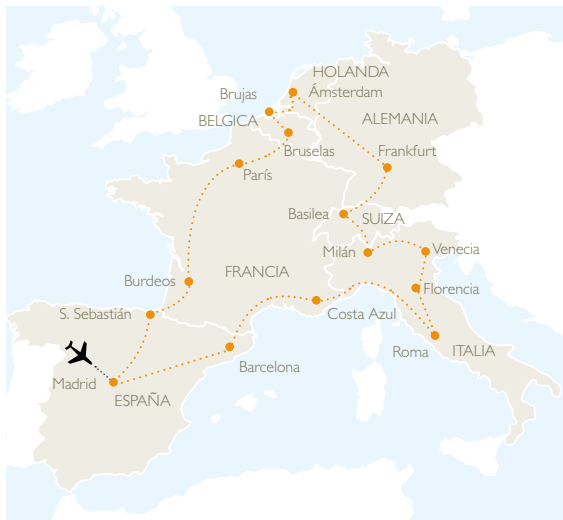 HOLANDA
Brujas
Ámsterdam
BELGICA
ALEMANIA
Bruselas
Frankfurt
París
Basilea
SUIZA
Milán
Venecia
FRANCIA
Burdeos
Florencia
S. Sebastián
Costa Azul
Roma
ITALIA
Barcelona
Madrid
ESPAÑA